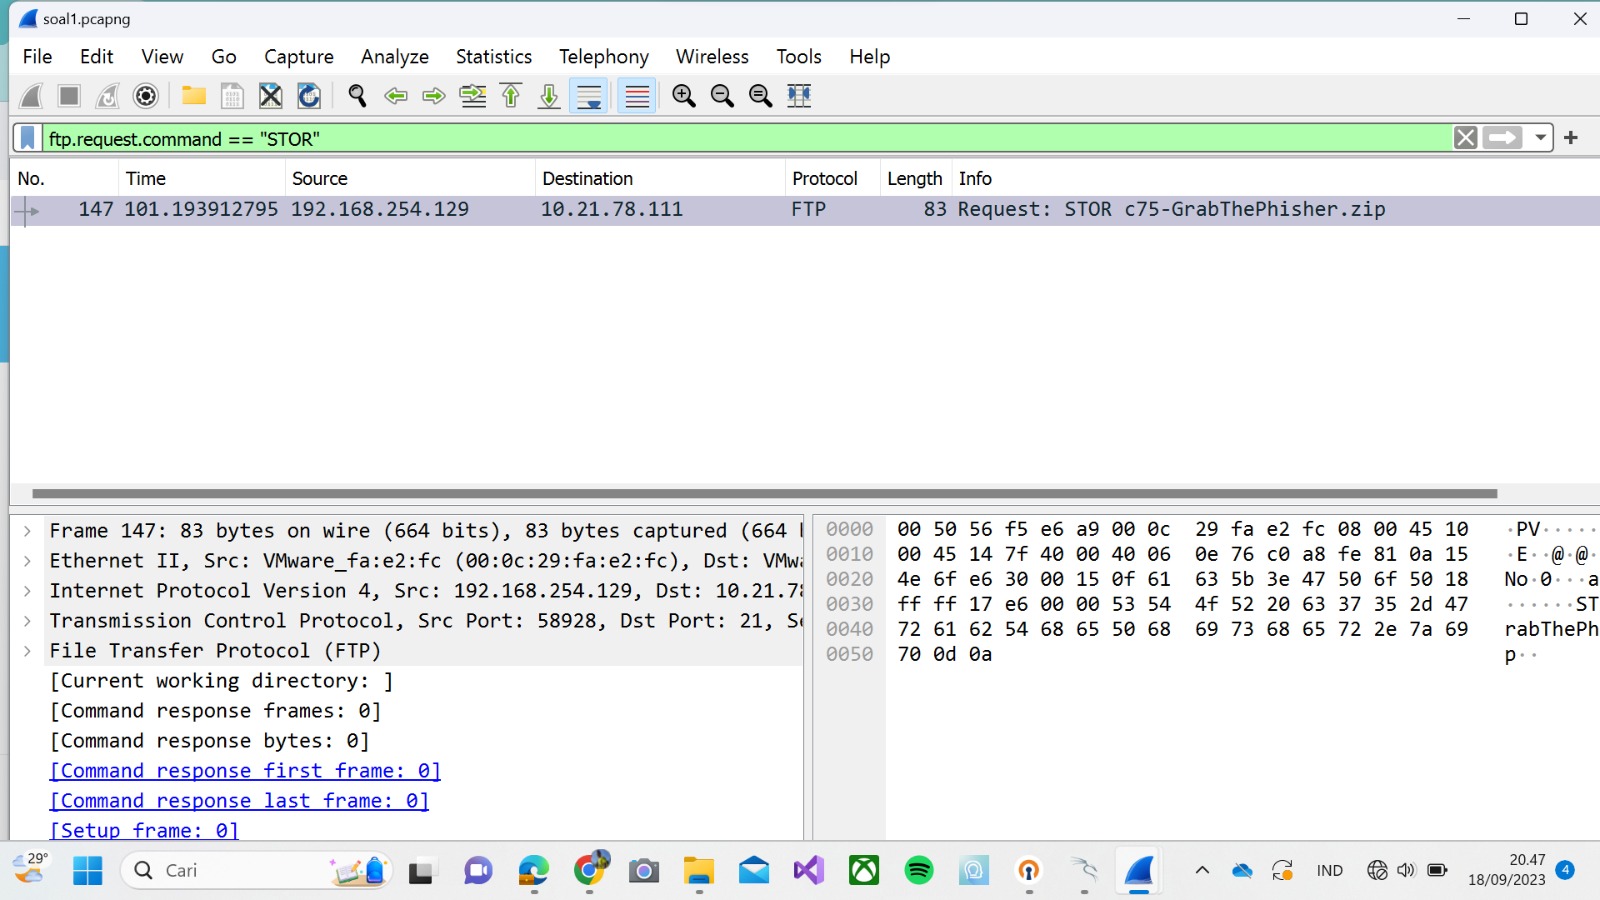 soal1.pcapng
File Edit View Go Capture Analyze Statistics Telephony Wireless Tools Help
ftp.request.command == "STOR"
No. Time Source Destination Protocol Length Info
147 101.193912795 192.168.254.129 10.21.78.111 FTP 83 Request: STOR c75-GrabThePhisher.zip
Frame 147: 83 bytes on wire (664 bits), 83 bytes captured (664
Ethernet II, Src: VMware_fa:e2:fc (00:0c:29:fa:e2:fc), Dst: VMwa
Internet Protocol Version 4, Src: 192.168.254.129, Dst: 10.21.78
Transmission Control Protocol, Src Port: 58928, Dst Port: 21, Se
File Transfer Protocol (FTP)
[Current working directory: ]
[Command response frames: 0]
[Command response bytes: 0]
[Command response first frame: 0]
[Command response last frame: 0]
[Setup frame: 0]
0000 00 50 56 f5 e6 a9 00 0c 29 fa e2 fc 08 00 45 10 ·PV·····
0010 00 45 14 7f 40 00 40 06 0e 76 c0 a8 fe 81 0a 15 ·E··@·@·
0020 4e 6f e6 30 00 15 0f 61 63 5b 3e 47 50 6f 50 18 No·0···a
0030 ff ff 17 e6 00 00 53 54 4f 52 20 63 37 35 2d 47 ······ST
0040 72 61 62 54 68 65 50 68 69 73 68 65 72 2e 7a 69 rabThePh
0050 70 0d 0a p··
29°
Cari
IND
20.47
18/09/2023
4